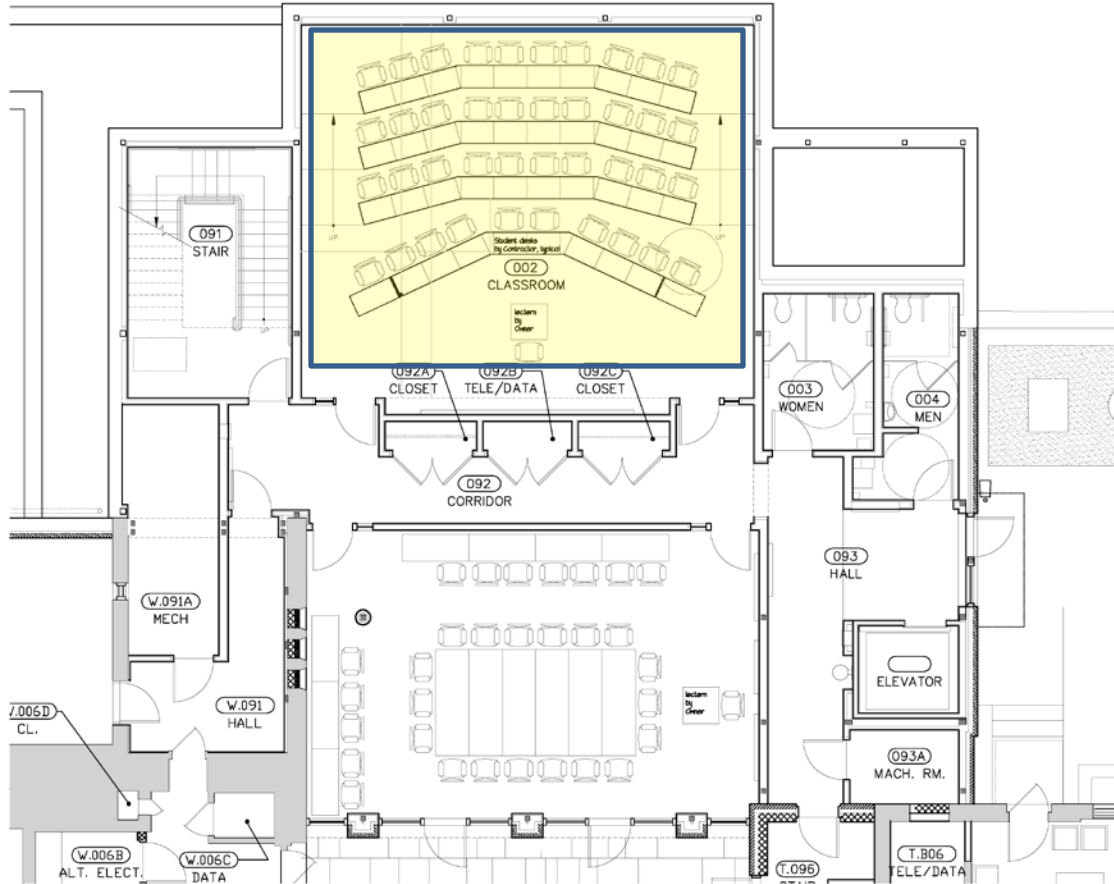 091
STAIR
UP
UP
UP
Student desks
by Contractor, typical
002
CLASSROOM
lectern
by
Owner
092A
CLOSET
092B
TELE/DATA
092C
CLOSET
003
WOMEN
004
MEN
092
CORRIDOR
093
HALL
W.091A
MECH
ELEVATOR
W.091
HALL
lectern
by
Owner
W.006D
CL.
093A
MACH. RM.
W.006B
ALT. ELECT.
W.006C
DATA
T.096
STAIR
T.B06
TELE/DATA